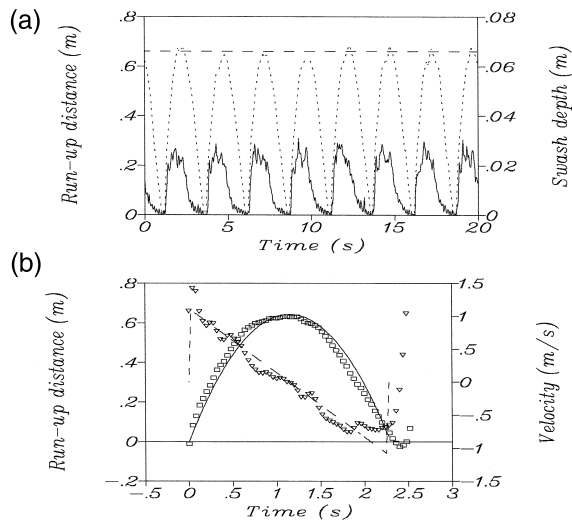 (a)
Run-up distance (m)
.8
.6
.4
.2
0
.08
.06
.04
.02
0
Swash depth (m)
0 5 10 15 20
Time (s)
(b)
Run-up distance (m)
.8
.6
.4
.2
0
-.2
1.5
1
.5
0
-.5
-1
-1.5
Velocity (m/s)
-.5 0 .5 1 1.5 2 2.5 3
Time (s)